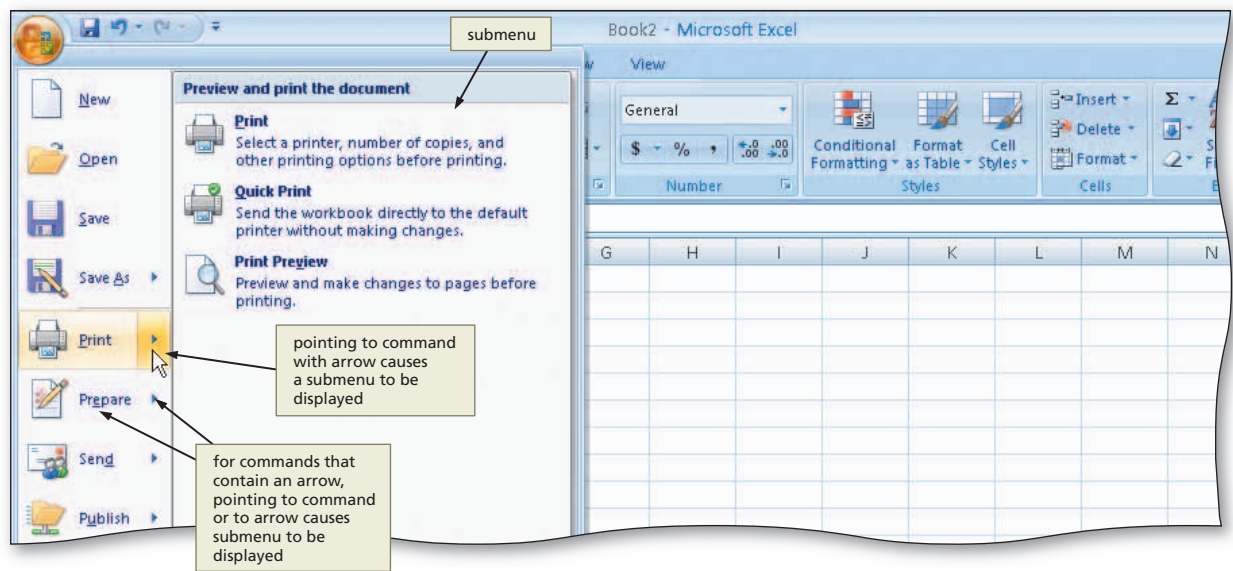 Book2 - Microsoft Excel
submenu
View
New
Open
Save
Save As
Print
Prepare
Send
Publish
Preview and print the document
Print
Select a printer, number of copies, and
other printing options before printing.
Quick Print
Send the workbook directly to the default
printer without making changes.
Print Preview
Preview and make changes to pages before
printing.
pointing to command
with arrow causes
a submenu to be
displayed
for commands that
contain an arrow,
pointing to command
or to arrow causes
submenu to be
displayed
General
$ % , .0 .00 .00 .0
Number
Conditional
Formatting
Format
as Table
Cell
Styles
Styles
Insert
Delete
Format
Cells
Σ
G H I J K L M N